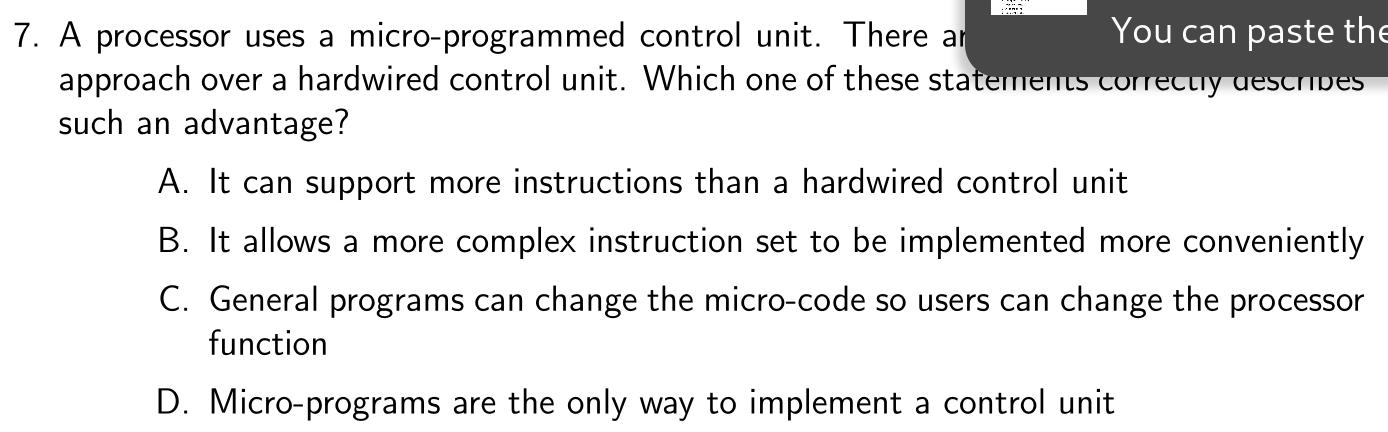 You can paste the
7. A processor uses a micro-programmed control unit. There ar
approach over a hardwired control unit. Which one of these statements correctly describes
such an advantage?
A. It can support more instructions than a hardwired control unit
B. It allows a more complex instruction set to be implemented more conveniently
C. General programs can change the micro-code so users can change the processor
function
D. Micro-programs are the only way to implement a control unit